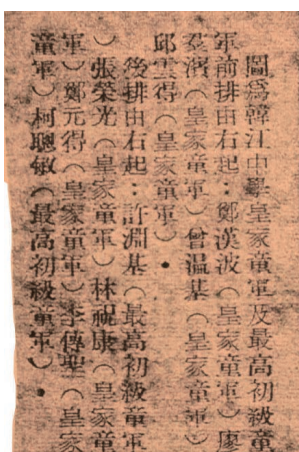 圖爲韓江中學皇家童軍及最高初級童
軍前排由右起：鄭漢波（皇家童軍）廖
濱（皇家童軍）曾温基（皇家童軍）
邱雲得（皇家童軍）．
後排由右起：許淵基（最高初級童軍
）張榮光（皇家童軍）林視康（皇家童
軍）鄭元得（皇家童軍）李傳聖（皇家
童軍）柯聰敏（最高初級童軍）．